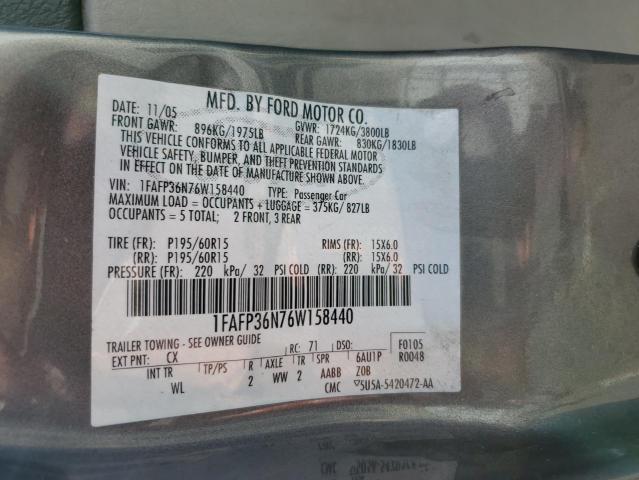 MFD. BY FORD MOTOR CO.
DATE: 11/05 GVWR: 1724KG/3800LB
FRONT GAWR: 896KG/1975LB REAR GAWR: 830KG/1830LB
THIS VEHICLE CONFORMS TO ALL APPLICABLE FEDERAL MOTOR
VEHICLE SAFETY, BUMPER, AND THEFT PREVENTION STANDARDS
IN EFFECT ON THE DATE OF MANUFACTURE SHOWN ABOVE.
VIN: 1FAFP36N76W158440 TYPE: Passenger Car
MAXIMUM LOAD = OCCUPANTS + LUGGAGE = 375KG/827LB
OCCUPANTS = 5 TOTAL; 2 FRONT, 3 REAR
TIRE (FR): P195/60R15 RIMS (FR): 15X6.0
(RR): P195/60R15 (RR): 15X6.0
PRESSURE (FR): 220 kPa/ 32 PSI COLD (RR): 220 kPa/ 32 PSI COLD
1FAFP36N76W158440
TRAILER TOWING - SEE OWNER GUIDE F0105
EXT PNT: CX RC: 71 DSO: R0048
INT TR TP/PS R AXLE TR SPR 6AU1P
WL 2 WW 2 AABB Z0B
CMC ▽5U5A-5420472-AA